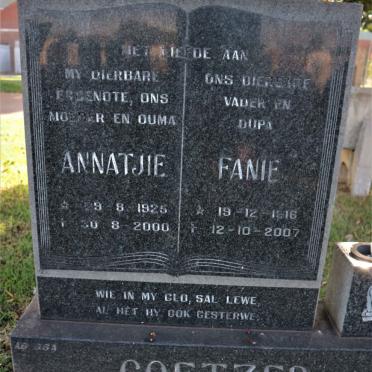 MET LIEFDE AAN
MY DIERBARE
EGGENOTE, ONS
MOEDER EN OUMA
ANNATJIE
☆ 29 . 8 . 1925
† 30 - 8 - 2000
ONS DIERBARE
VADER EN
OUPA
FANIE
☆ 19 - 12 - 1916
† 12 - 10 - 2007
WIE IN MY GLO, SAL LEWE,
AL HET HY OOK GESTERWE.
COETZER